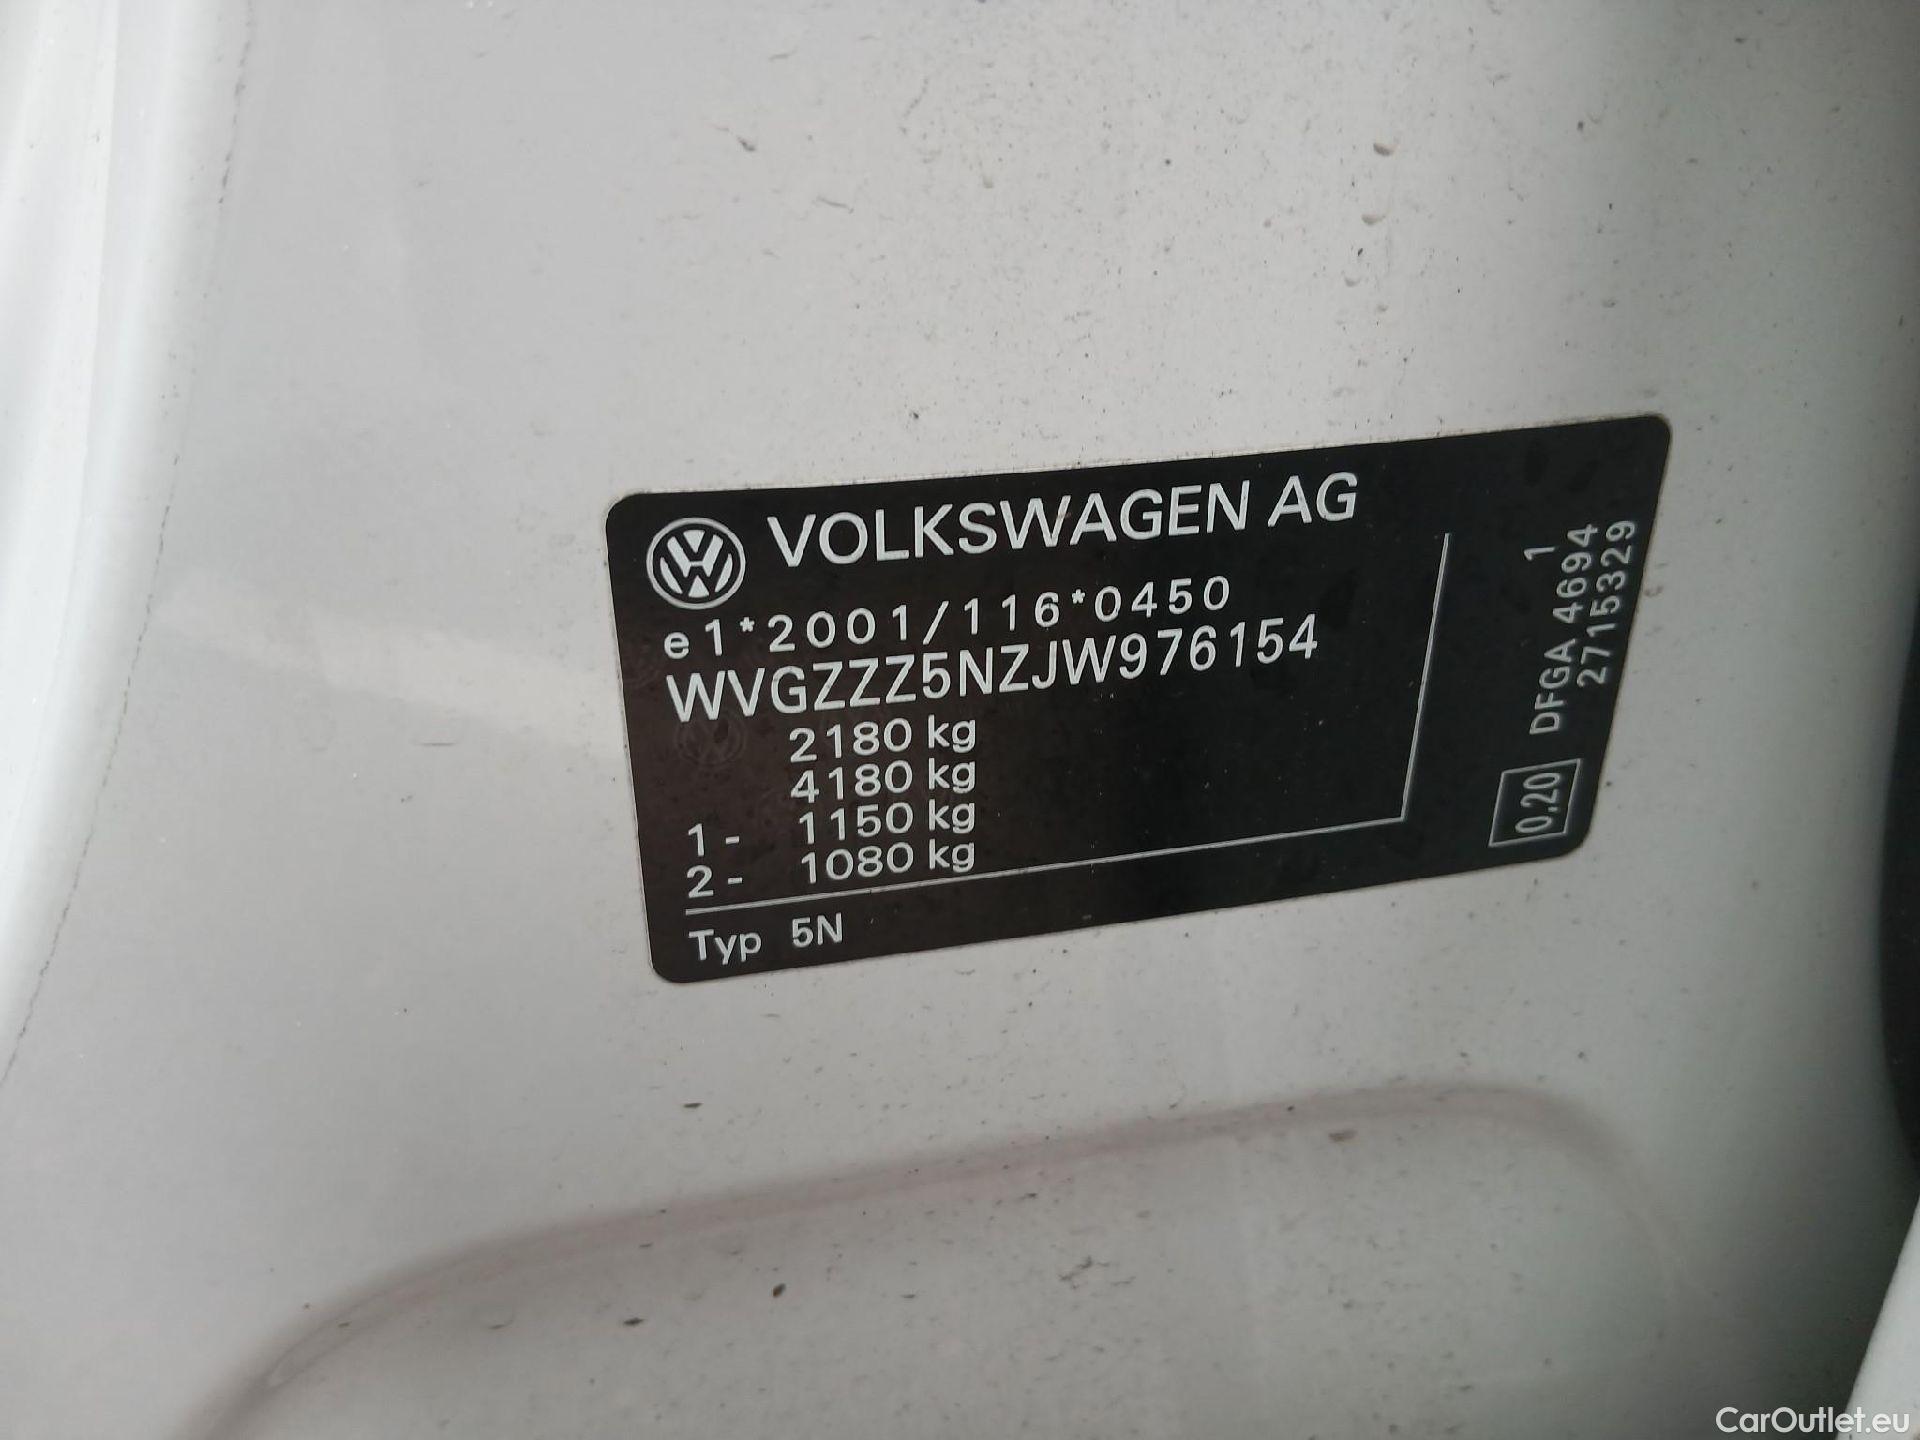 VOLKSWAGEN AG
e1*2001/116*0450
WVGZZZ5NZJW976154
2180 kg
4180 kg
1- 1150 kg
2- 1080 kg
Typ 5N
1
DFGA 4694
2715329
0,20
CarOutlet.eu